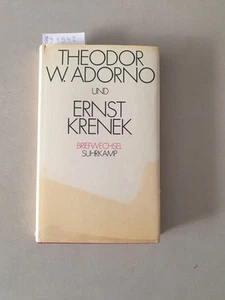 THEODOR
W. ADORNO
UND
ERNST
KRENEK
BRIEFWECHSEL
SUHRKAMP